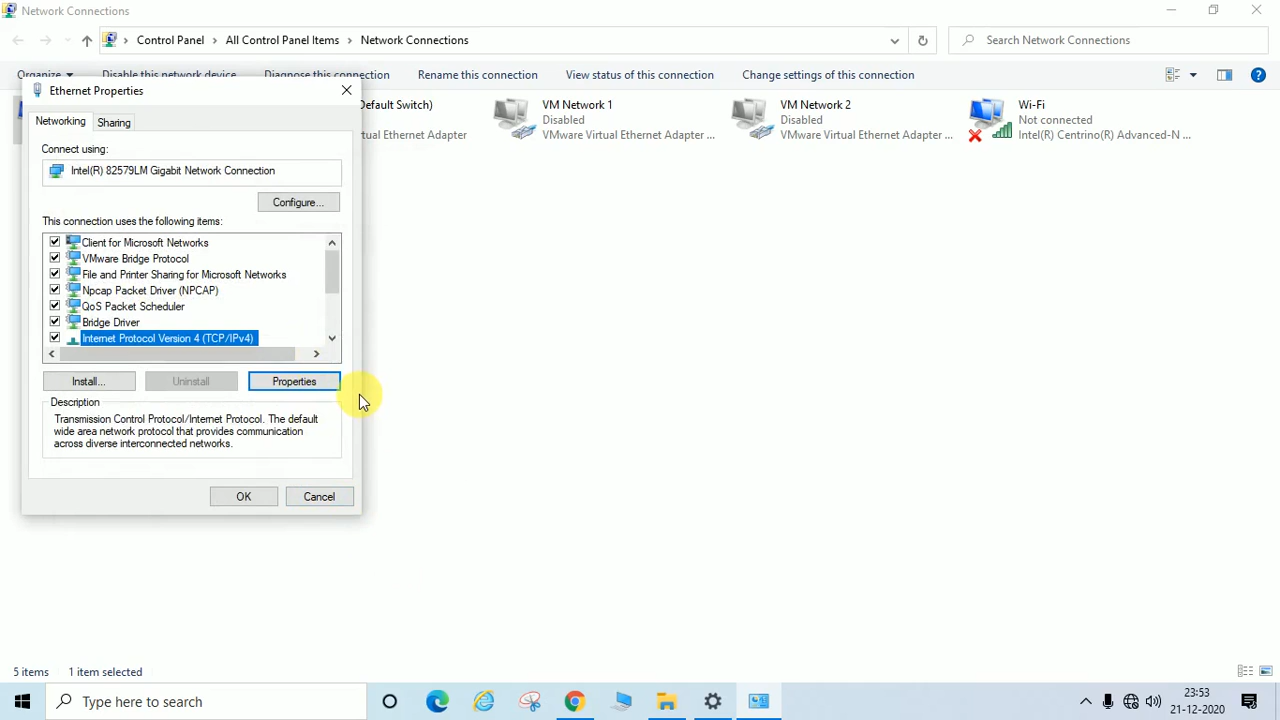 Network Connections
Control Panel
All Control Panel Items
Network Connections
Search Network Connections
Organize
Disable this network device
Diagnose this connection
Rename this connection
View status of this connection
Change settings of this connection
Ethernet Properties
Networking
Sharing
Connect using:
Intel(R) 82579LM Gigabit Network Connection
Configure...
This connection uses the following items:
Client for Microsoft Networks
VMware Bridge Protocol
File and Printer Sharing for Microsoft Networks
Npcap Packet Driver (NPCAP)
QoS Packet Scheduler
Bridge Driver
Internet Protocol Version 4 (TCP/IPv4)
Install...
Uninstall
Properties
Description
Transmission Control Protocol/Internet Protocol. The default
wide area network protocol that provides communication
across diverse interconnected networks.
OK
Cancel
Default Switch)
Ethernet Adapter
VM Network 1
Disabled
VMware Virtual Ethernet Adapter ...
VM Network 2
Disabled
VMware Virtual Ethernet Adapter ...
Wi-Fi
Not connected
Intel(R) Centrino(R) Advanced-N ...
5 items
1 item selected
Type here to search
23:53
21-12-2020